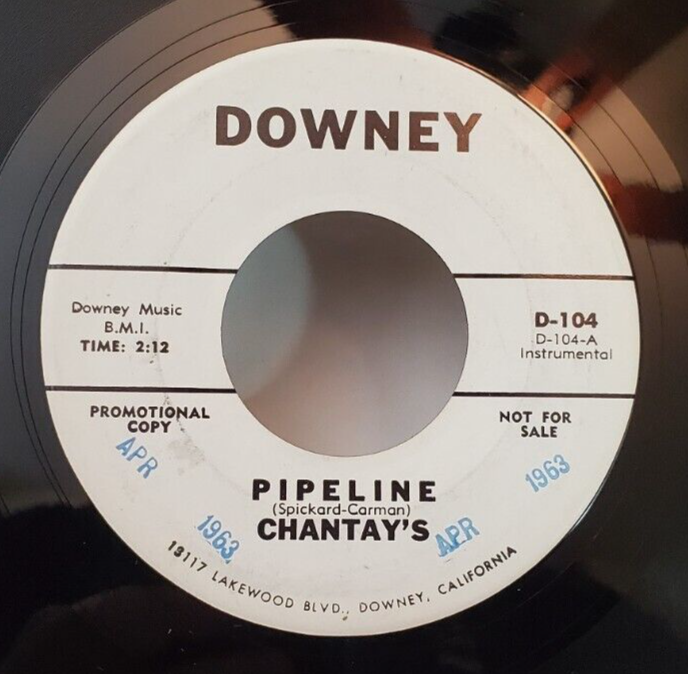 DOWNEY
Downey Music
B.M.I.
TIME: 2:12
D-104
D-104-A
Instrumental
PROMOTIONAL
COPY
NOT FOR
SALE
APR
1963
APR
1963
PIPELINE
(Spickard-Carman)
CHANTAY'S
13117 LAKEWOOD BLVD., DOWNEY, CALIFORNIA